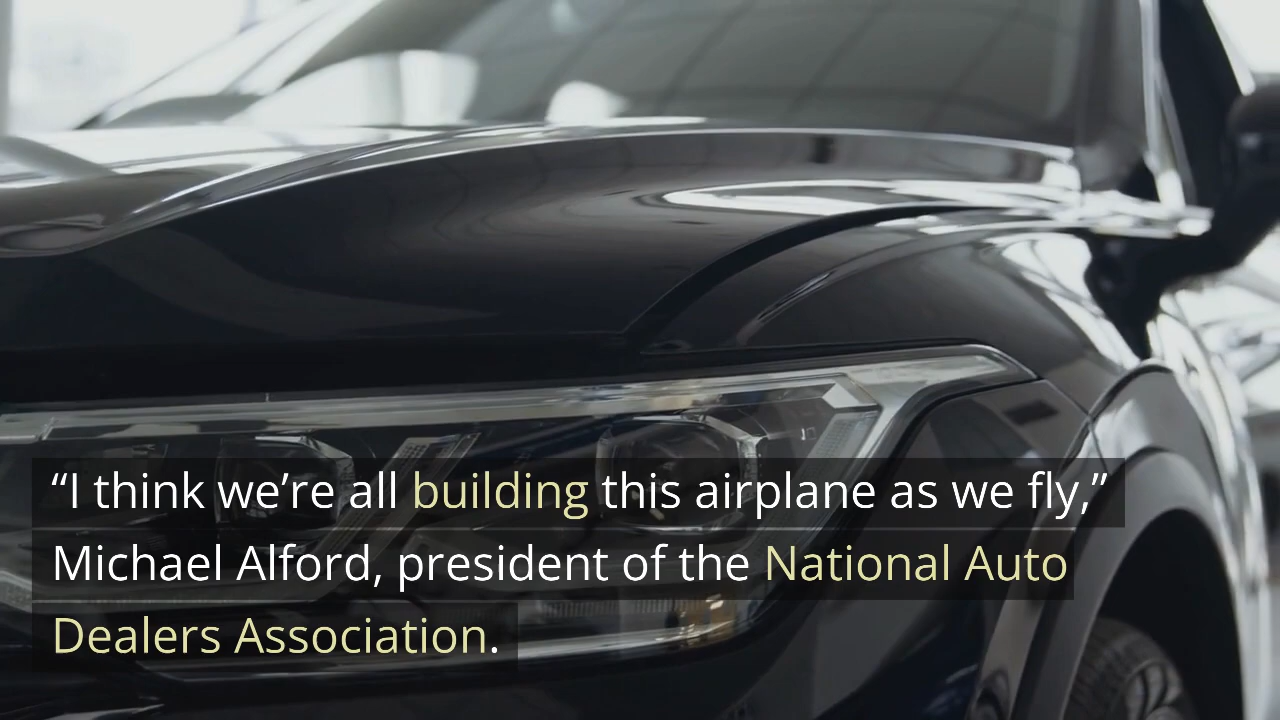 “I think we’re all building this airplane as we fly,”
Michael Alford, president of the National Auto
Dealers Association.